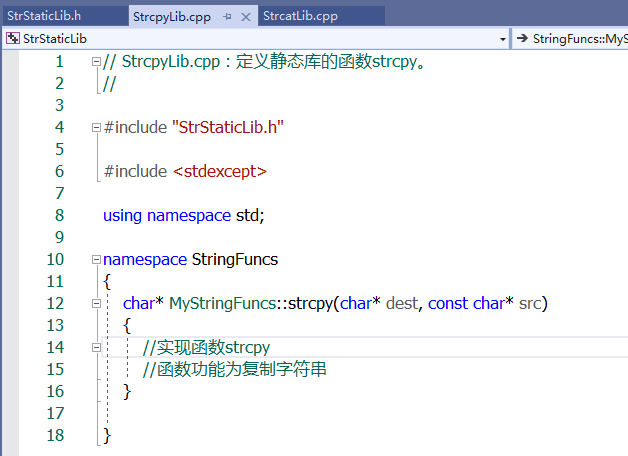 StrStaticLib.h StrcpyLib.cpp StrcatLib.cpp
StrStaticLib StringFuncs::MyS
1 // StrcpyLib.cpp : 定义静态库的函数strcpy。
2 //
3
4 #include "StrStaticLib.h"
5
6 #include <stdexcept>
7
8 using namespace std;
9
10 namespace StringFuncs
11 {
12 char* MyStringFuncs::strcpy(char* dest, const char* src)
13 {
14 //实现函数strcpy
15 //函数功能为复制字符串
16 }
17
18 }